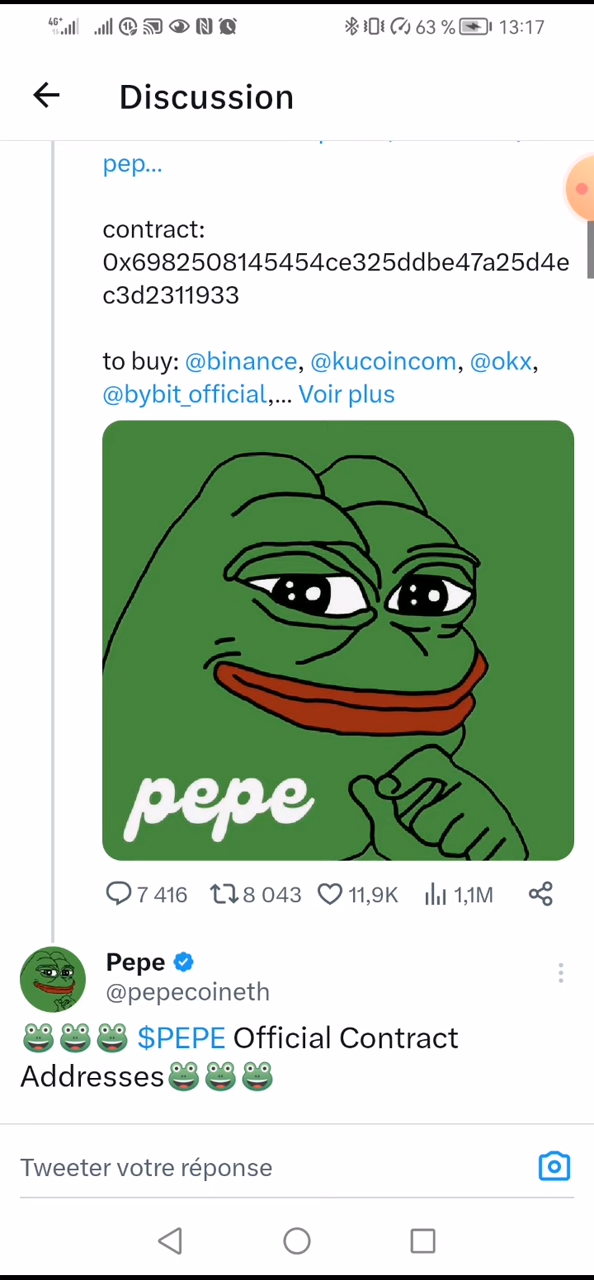 4G+
63 %
13:17
Discussion
pep...
contract:
0x6982508145454ce325ddbe47a25d4e
c3d2311933
to buy: @binance, @kucoincom, @okx,
@bybit_official,... Voir plus
pepe
7 416 8 043 11,9K 1,1M
Pepe
@pepecoineth
🐸🐸🐸 $PEPE Official Contract
Addresses🐸🐸🐸
Tweeter votre réponse